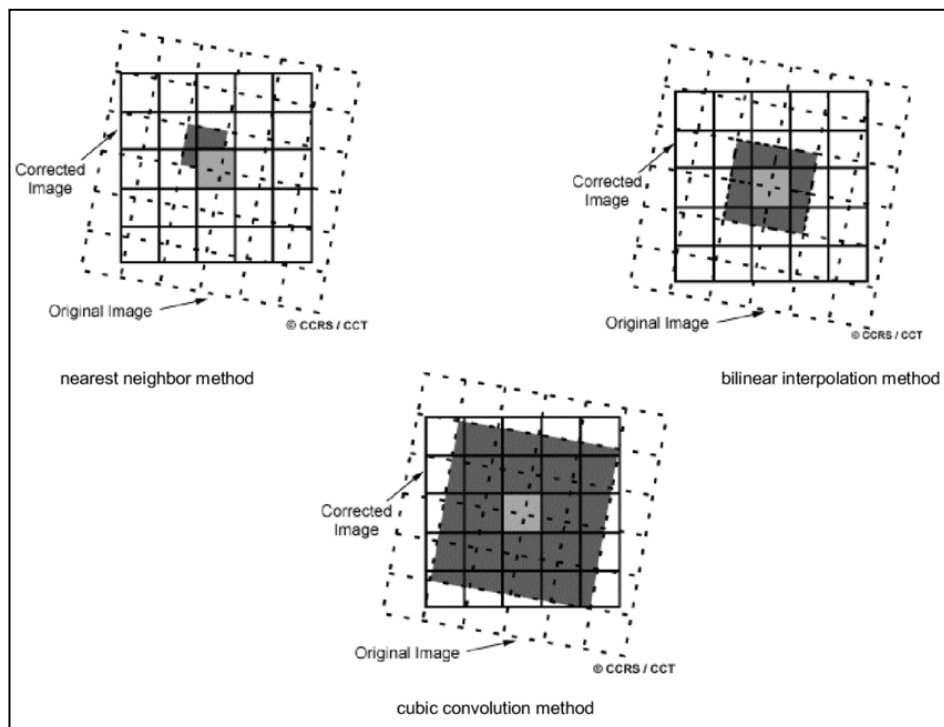 Corrected
Image
Original Image
© CCRS / CCT
nearest neighbor method
Corrected
Image
Original Image
© CCRS / CCT
bilinear interpolation method
Corrected
Image
Original Image
© CCRS / CCT
cubic convolution method